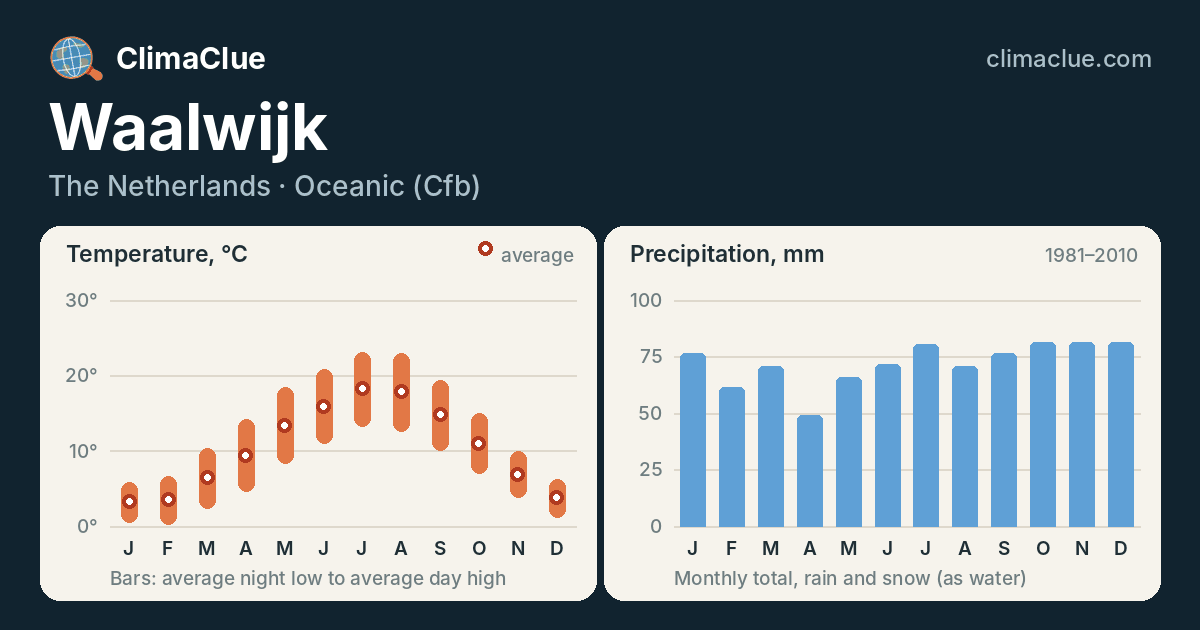 ClimaClue
climaclue.com
Waalwijk
The Netherlands · Oceanic (Cfb)
Temperature, °C
average
30°
20°
10°
0°
J F M A M J J A S O N D
Bars: average night low to average day high
Precipitation, mm
1981–2010
100
75
50
25
0
J F M A M J J A S O N D
Monthly total, rain and snow (as water)